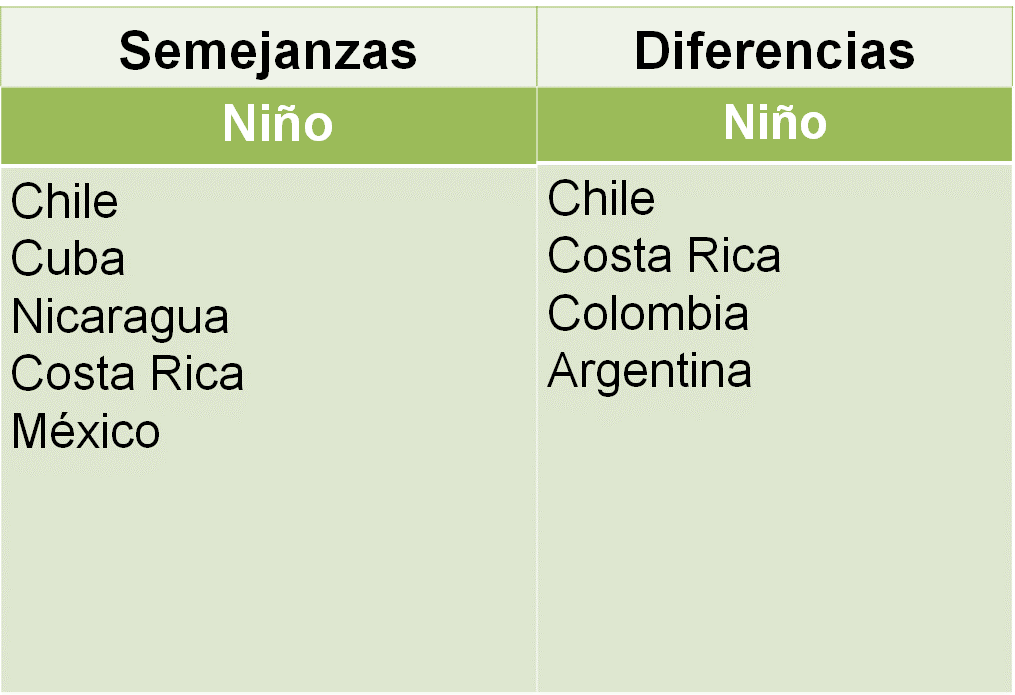 Semejanzas
Niño
Chile
Cuba
Nicaragua
Costa Rica
México
Diferencias
Niño
Chile
Costa Rica
Colombia
Argentina